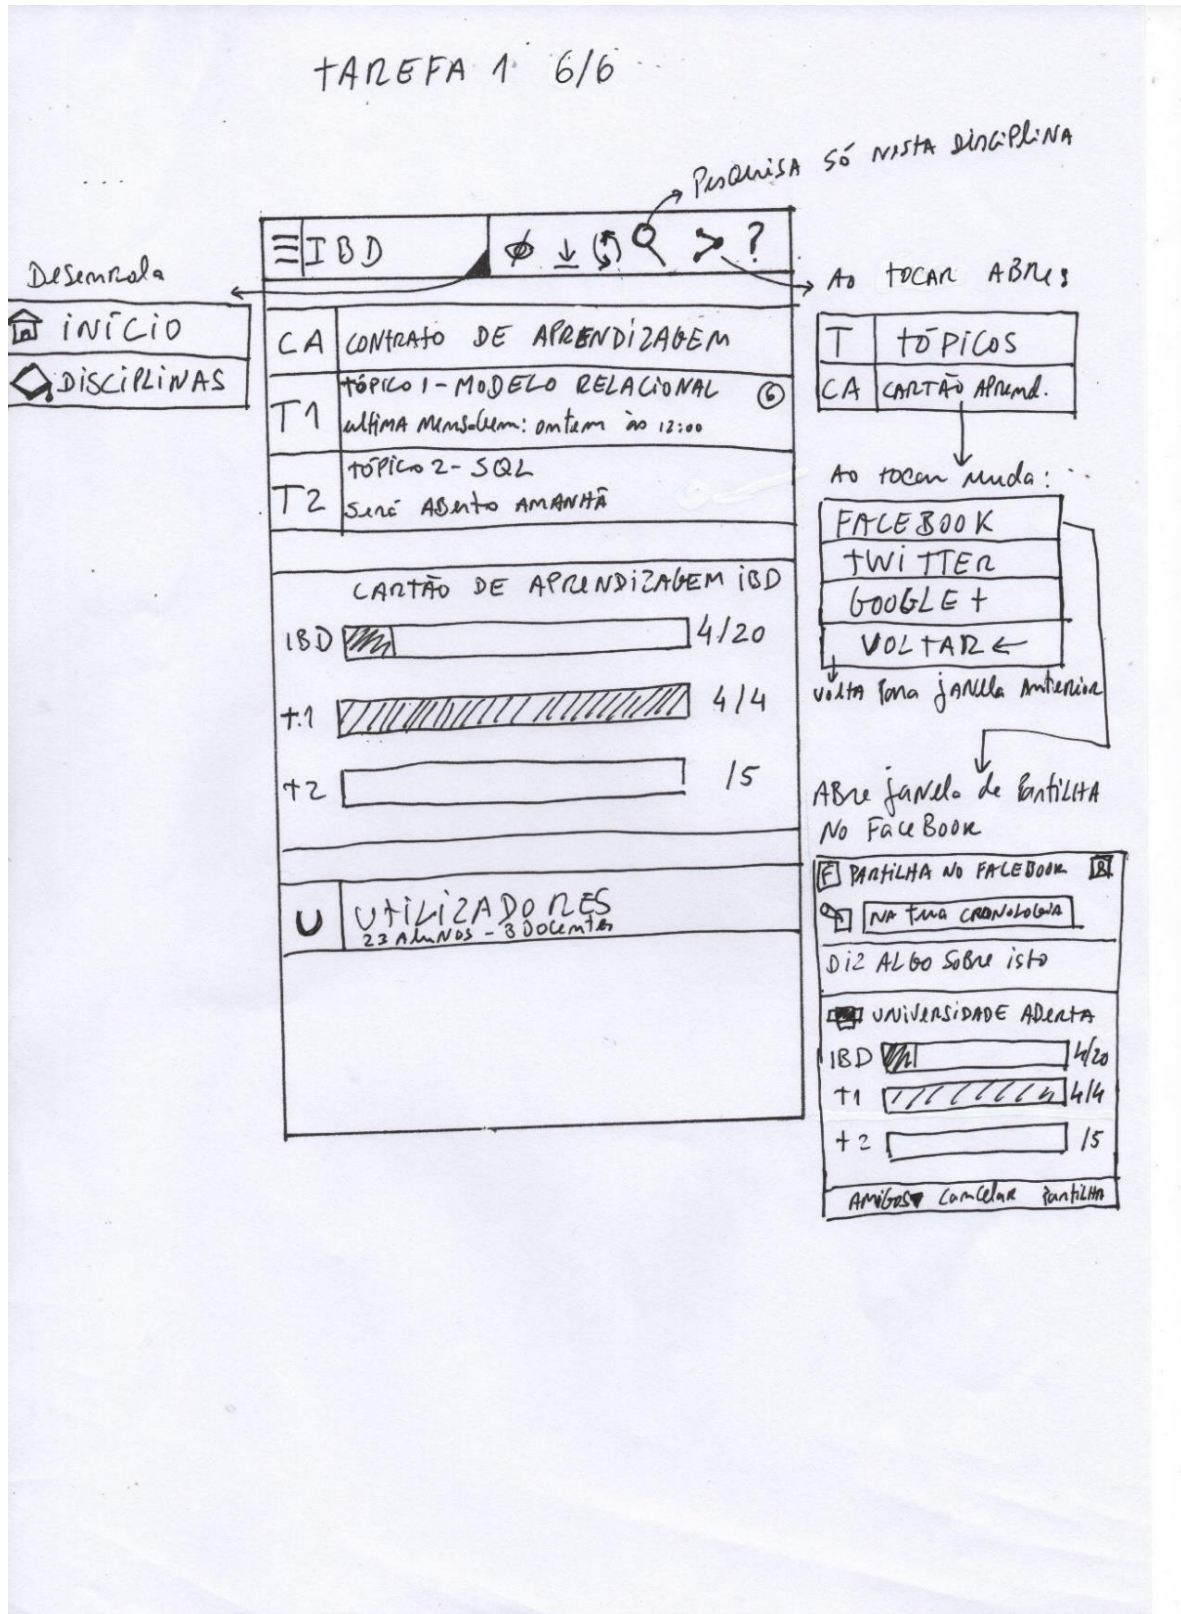 TAREFA 1 6/6
PesQuisA Só NestA DisciPliNA
IBD ?
Desenrola
INÍCIO
DISCIPLINAS
CA CONTRATO DE APRENDIZAGEM
T1 TÓPICO 1 - MODELO RELACIONAL 6
ultima mensagem: ontem às 12:00
T2 TÓPICO 2 - SQL
Será Aberto AMANHÃ
CARTÃO DE APRENDIZAGEM IBD
IBD 4/20
T.1 4/4
T2 /5
U UTILIZADORES
23 Alunos - 3 Docentes
Ao TOCAR ABRE:
T TÓPICOS
CA CARTÃO APREND.
Ao tocar muda:
FACEBOOK
TWITTER
GOOGLE +
VOLTAR ←
volta para janela Anterior
ABre janela de PartilHA
No FaceBook
F PARTILHA NO FACEBOOK
NA tua CRONOLOGIA
Diz ALGO SoBre isto
UNIVERSIDADE ABERTA
IBD 4/20
T1 4/4
T2 /5
AMIGOS▼ Cancelar PartilHA